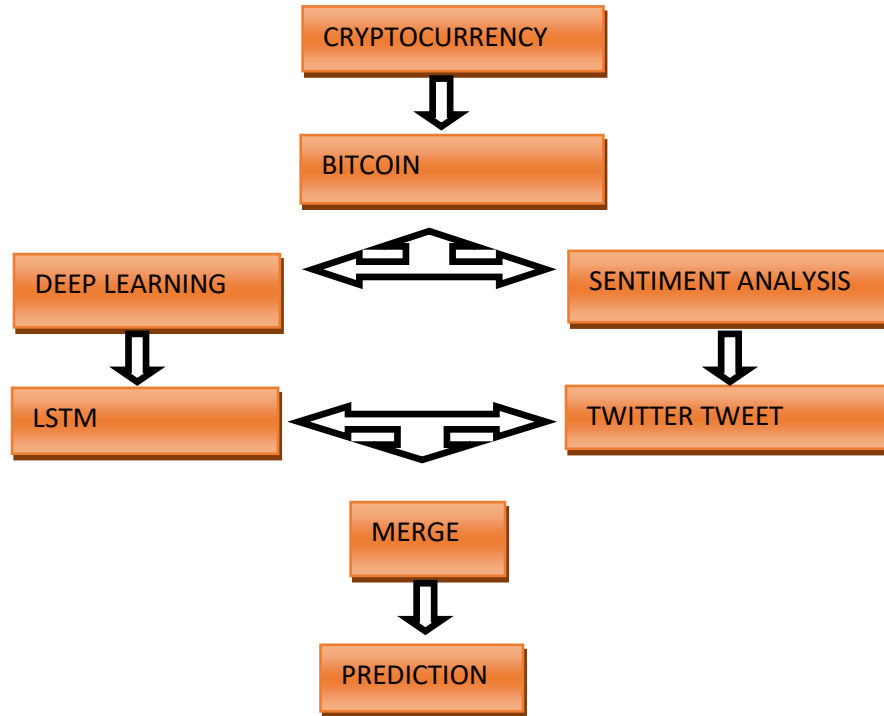 CRYPTOCURRENCY
BITCOIN
DEEP LEARNING
SENTIMENT ANALYSIS
LSTM
TWITTER TWEET
MERGE
PREDICTION